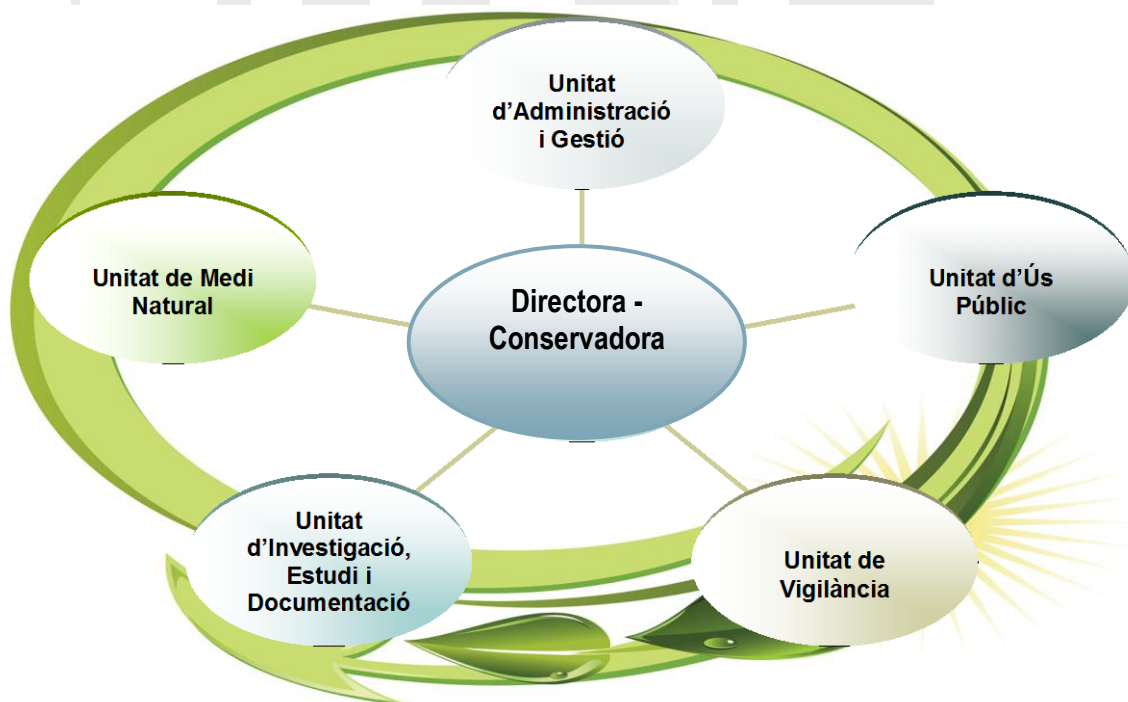 Unitat
d’Administració
i Gestió
Unitat de Medi
Natural
Directora -
Conservadora
Unitat d’Ús
Públic
Unitat
d’Investigació,
Estudi i
Documentació
Unitat de
Vigilància